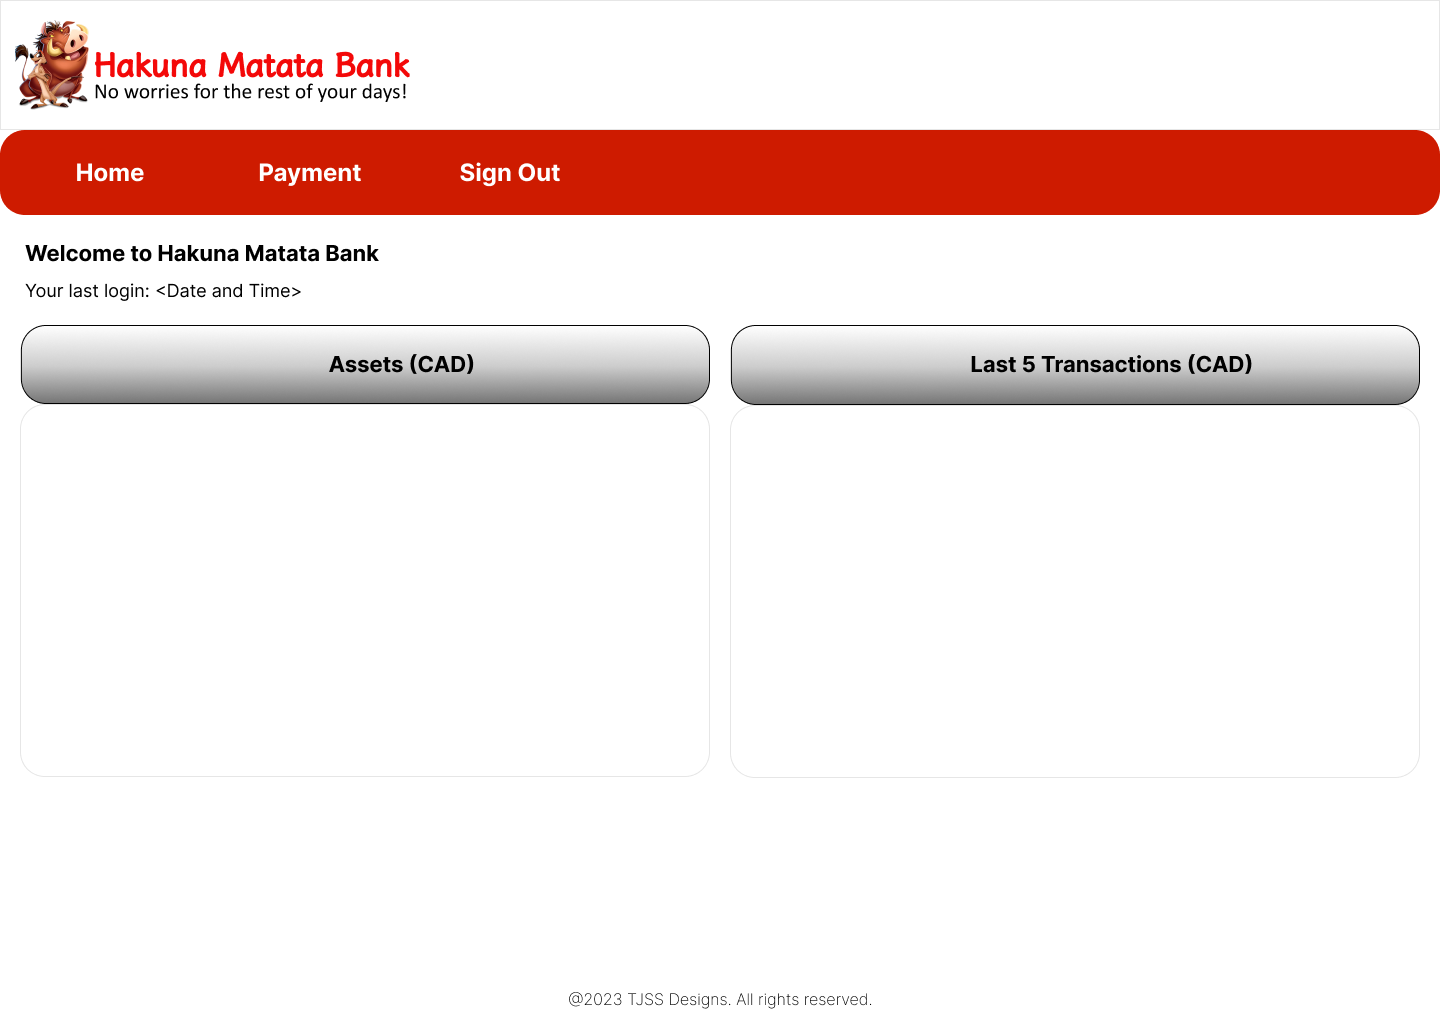 Hakuna Matata Bank
No worries for the rest of your days!
Home Payment Sign Out
Welcome to Hakuna Matata Bank
Your last login: <Date and Time>
Assets (CAD)
Last 5 Transactions (CAD)
@2023 TJSS Designs. All rights reserved.